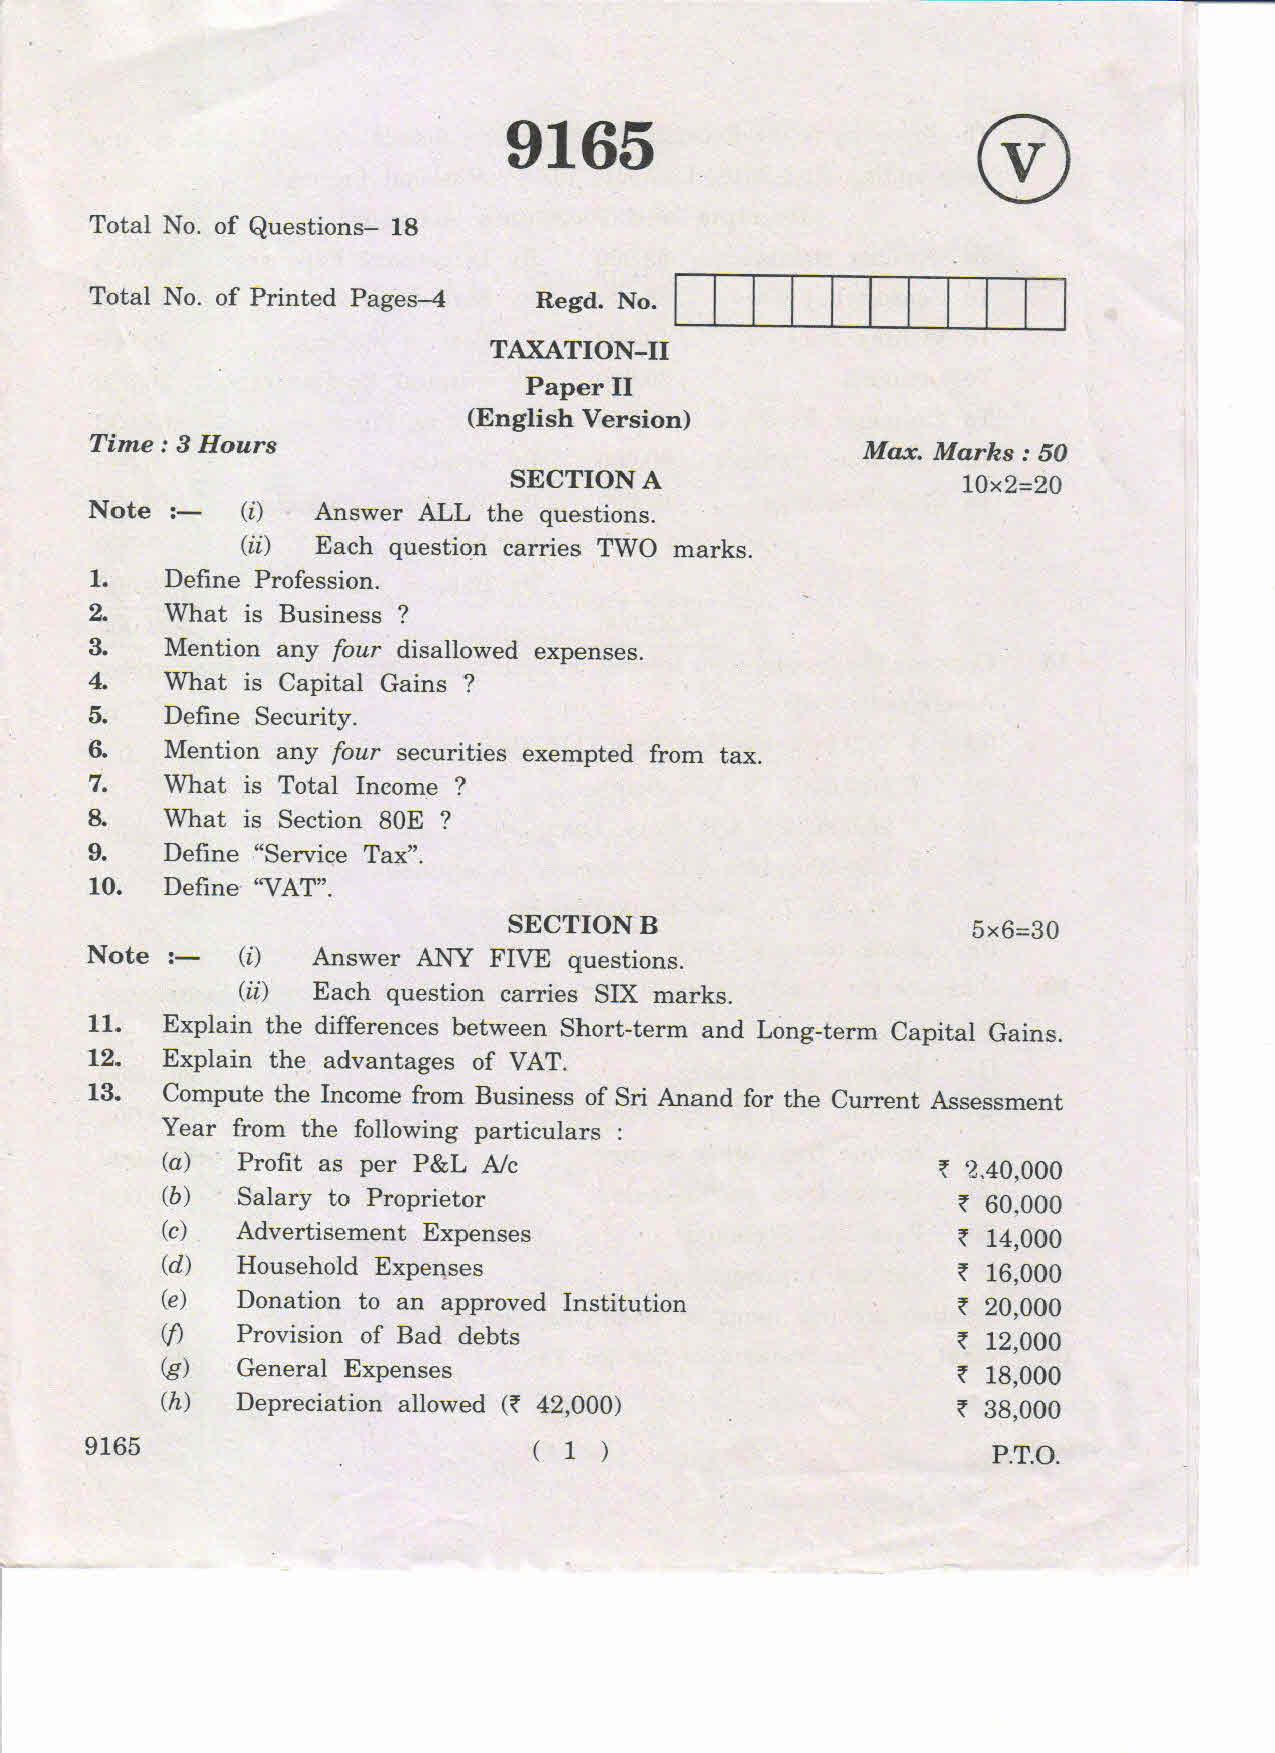 9165
V
Total No. of Questions– 18
Total No. of Printed Pages–4 Regd. No.
TAXATION–II
Paper II
(English Version)
Time : 3 Hours
Max. Marks : 50
SECTION A
10×2=20
Note :— (i) Answer ALL the questions.
(ii) Each question carries TWO marks.
1. Define Profession.
2. What is Business ?
3. Mention any four disallowed expenses.
4. What is Capital Gains ?
5. Define Security.
6. Mention any four securities exempted from tax.
7. What is Total Income ?
8. What is Section 80E ?
9. Define “Service Tax”.
10. Define “VAT”.
SECTION B
5×6=30
Note :— (i) Answer ANY FIVE questions.
(ii) Each question carries SIX marks.
11. Explain the differences between Short-term and Long-term Capital Gains.
12. Explain the advantages of VAT.
13. Compute the Income from Business of Sri Anand for the Current Assessment
Year from the following particulars :
(a) Profit as per P&L A/c ₹ 2,40,000
(b) Salary to Proprietor ₹ 60,000
(c) Advertisement Expenses ₹ 14,000
(d) Household Expenses ₹ 16,000
(e) Donation to an approved Institution ₹ 20,000
(f) Provision of Bad debts ₹ 12,000
(g) General Expenses ₹ 18,000
(h) Depreciation allowed (₹ 42,000) ₹ 38,000
9165 ( 1 ) P.T.O.